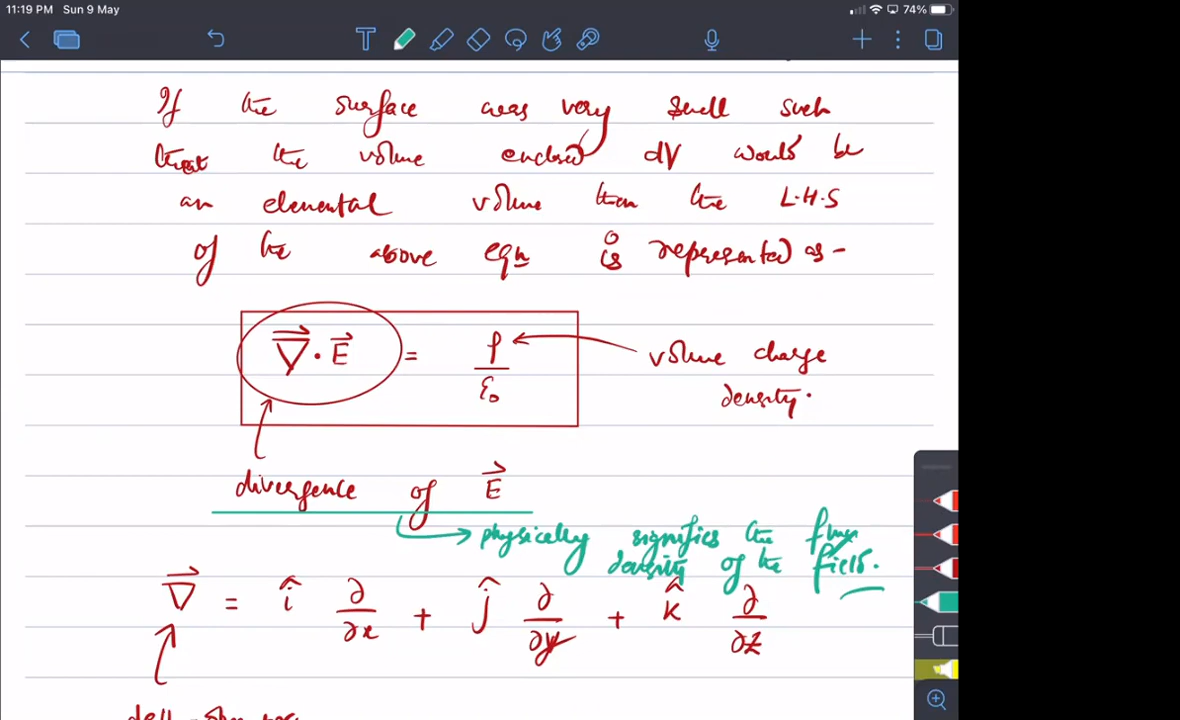 11:19 PM Sun 9 May 74%
If the surface was very small such
that the volume enclosed dV would be
an elemental volume then the L.H.S
of the above eqn is represented as -
∇⃗ · E⃗ = ρ / ε₀ volume charge
density.
divergence of E⃗
physically signifies the flux
density of the field.
∇⃗ = î ∂/∂x + ĵ ∂/∂y + k̂ ∂/∂z